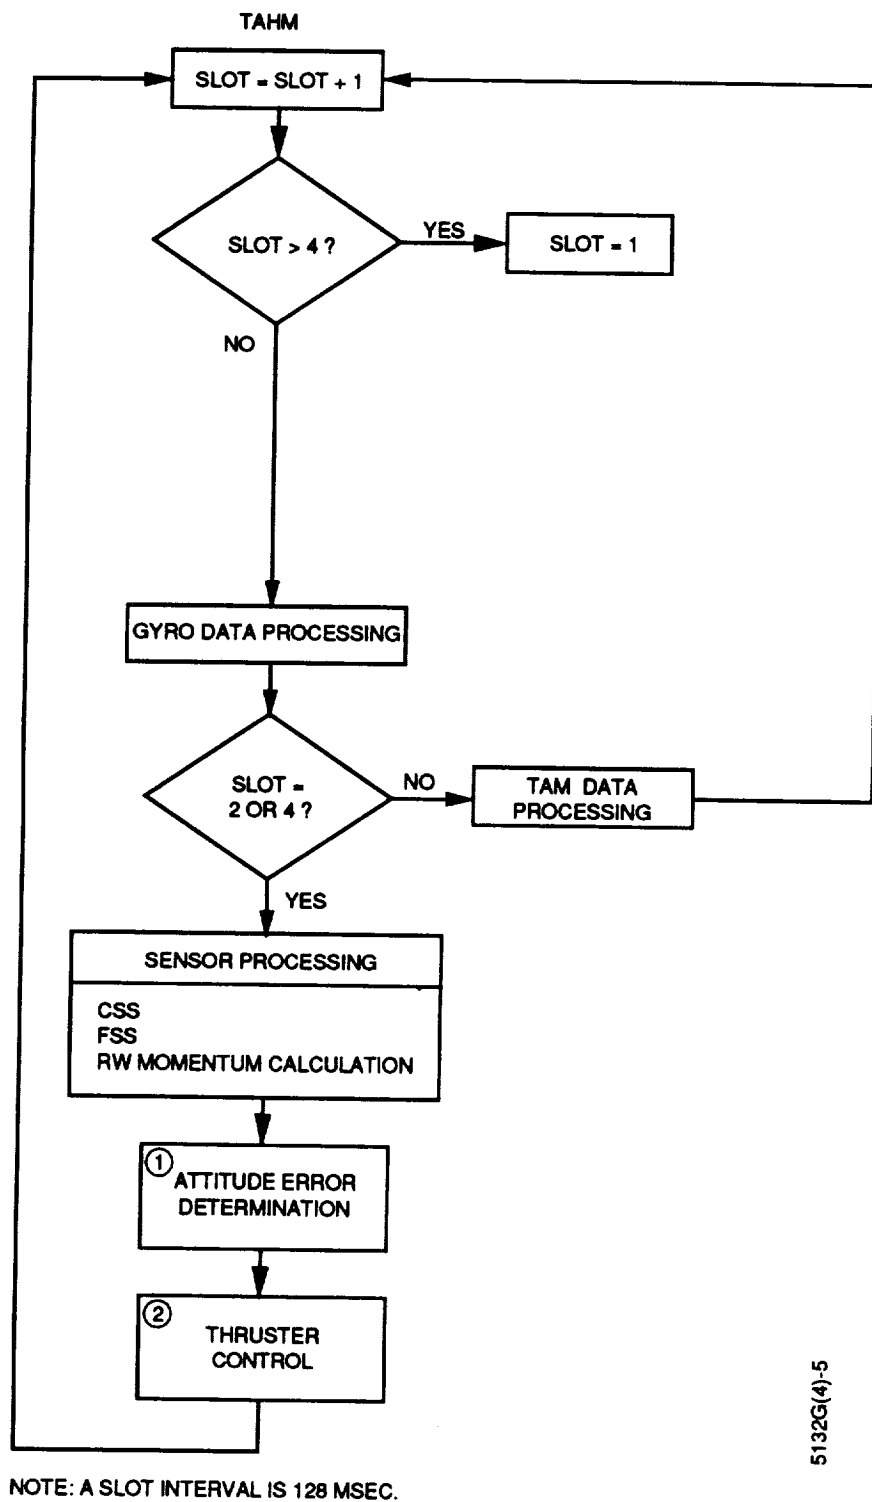 TAHM
SLOT = SLOT + 1
SLOT > 4 ?
YES
SLOT = 1
NO
GYRO DATA PROCESSING
SLOT =
2 OR 4 ?
NO
TAM DATA
PROCESSING
YES
SENSOR PROCESSING
CSS
FSS
RW MOMENTUM CALCULATION
1
ATTITUDE ERROR
DETERMINATION
2
THRUSTER
CONTROL
5132G(4)-5
NOTE: A SLOT INTERVAL IS 128 MSEC.